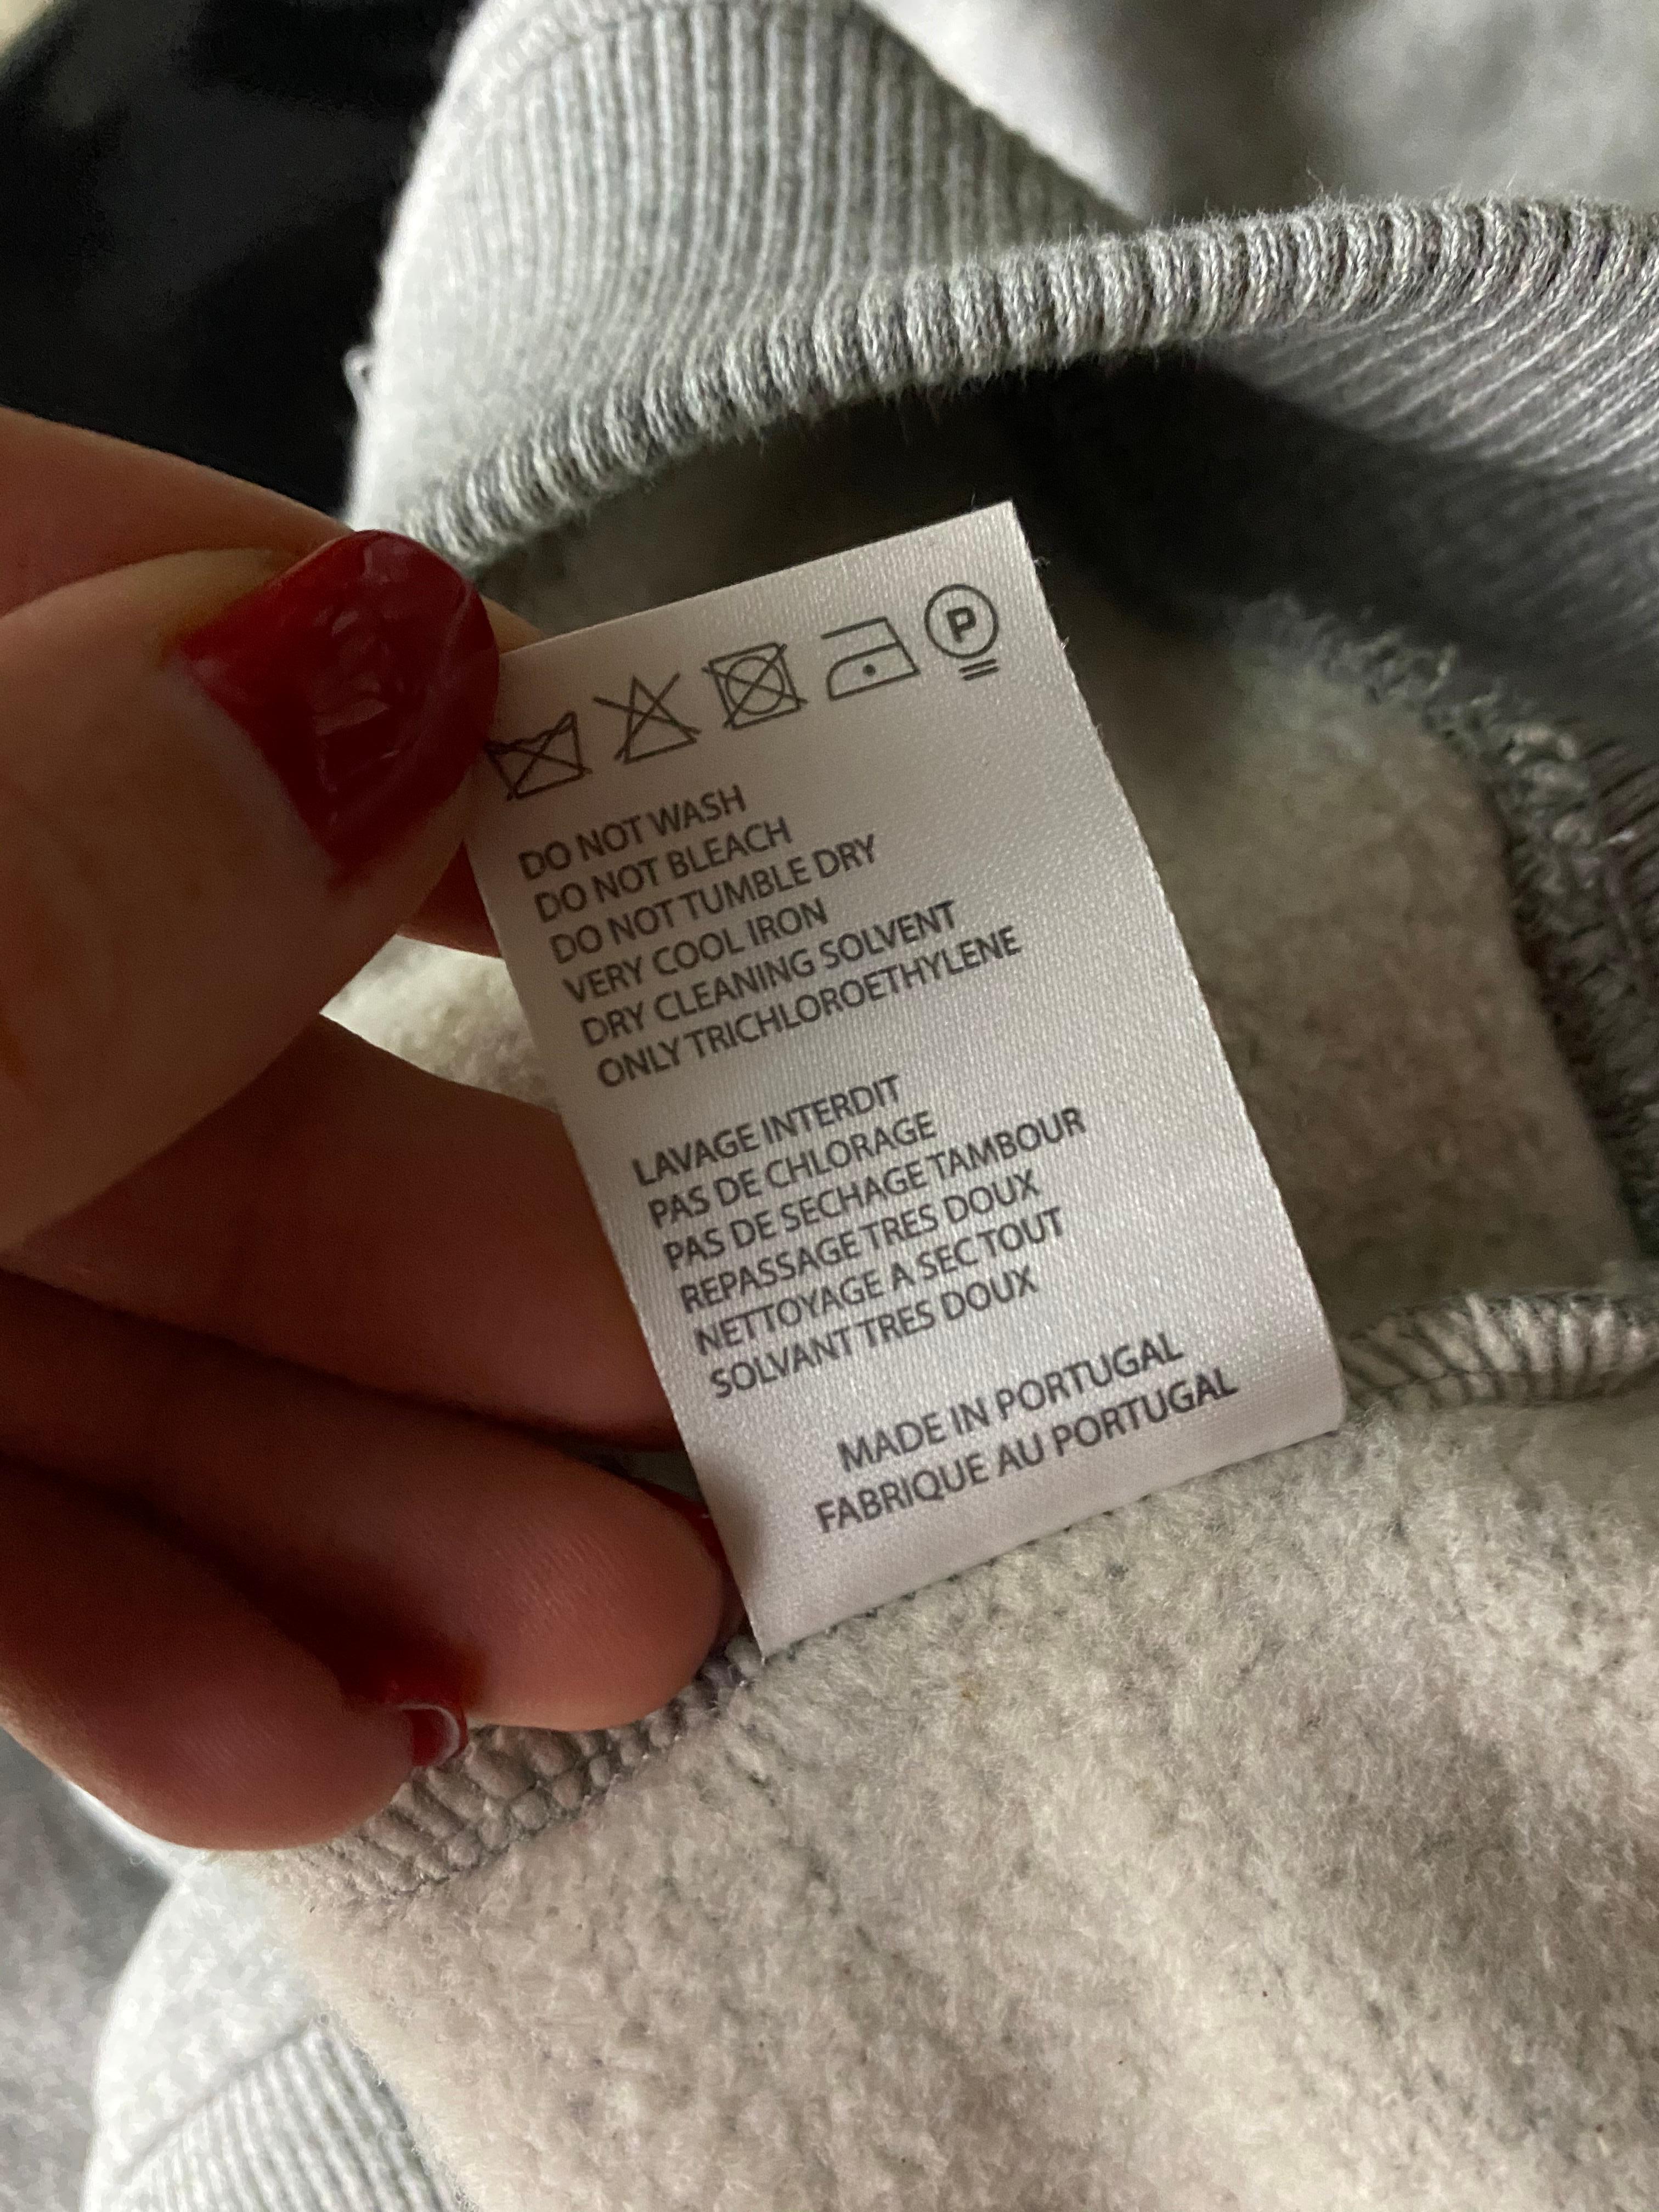 P
DO NOT WASH
DO NOT BLEACH
DO NOT TUMBLE DRY
VERY COOL IRON
DRY CLEANING SOLVENT
ONLY TRICHLOROETHYLENE
LAVAGE INTERDIT
PAS DE CHLORAGE
PAS DE SECHAGE TAMBOUR
REPASSAGE TRES DOUX
NETTOYAGE A SEC TOUT
SOLVANT TRES DOUX
MADE IN PORTUGAL
FABRIQUE AU PORTUGAL